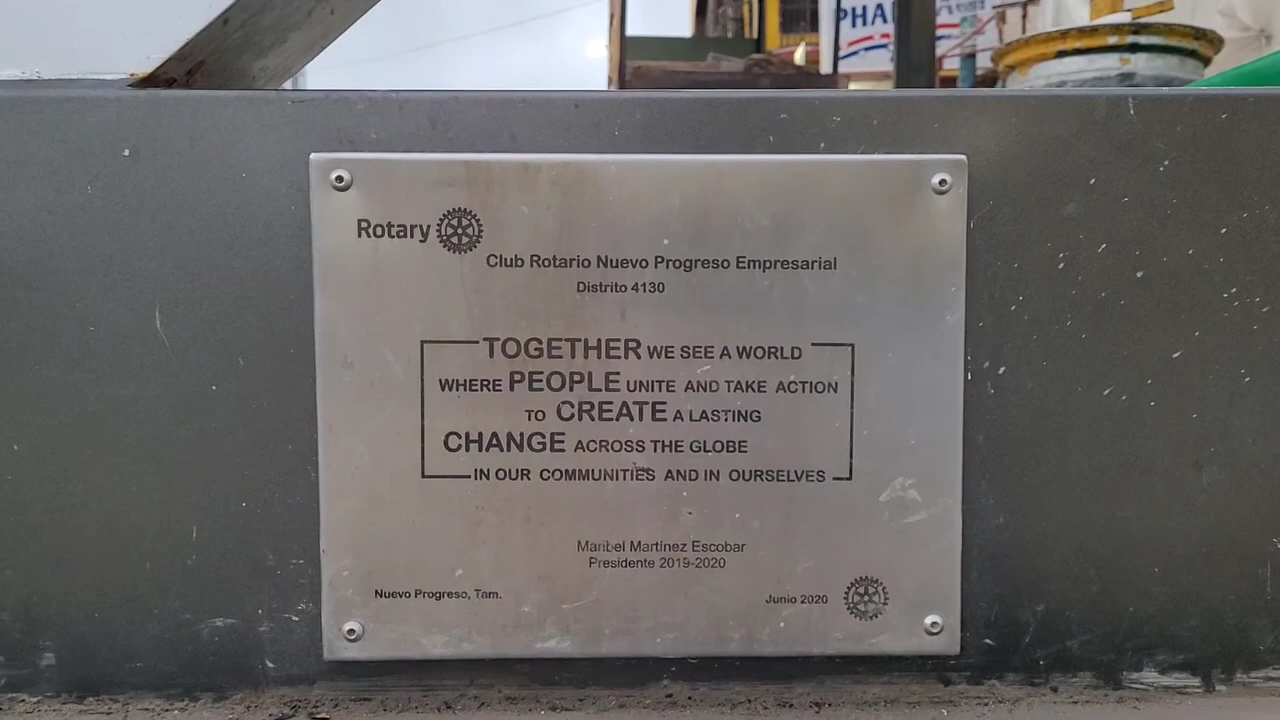 PHA
Rotary
Club Rotario Nuevo Progreso Empresarial
Distrito 4130
TOGETHER WE SEE A WORLD
WHERE PEOPLE UNITE AND TAKE ACTION
TO CREATE A LASTING
CHANGE ACROSS THE GLOBE
IN OUR COMMUNITIES AND IN OURSELVES
Maribel Martínez Escobar
Presidente 2019-2020
Nuevo Progreso, Tam.
Junio 2020